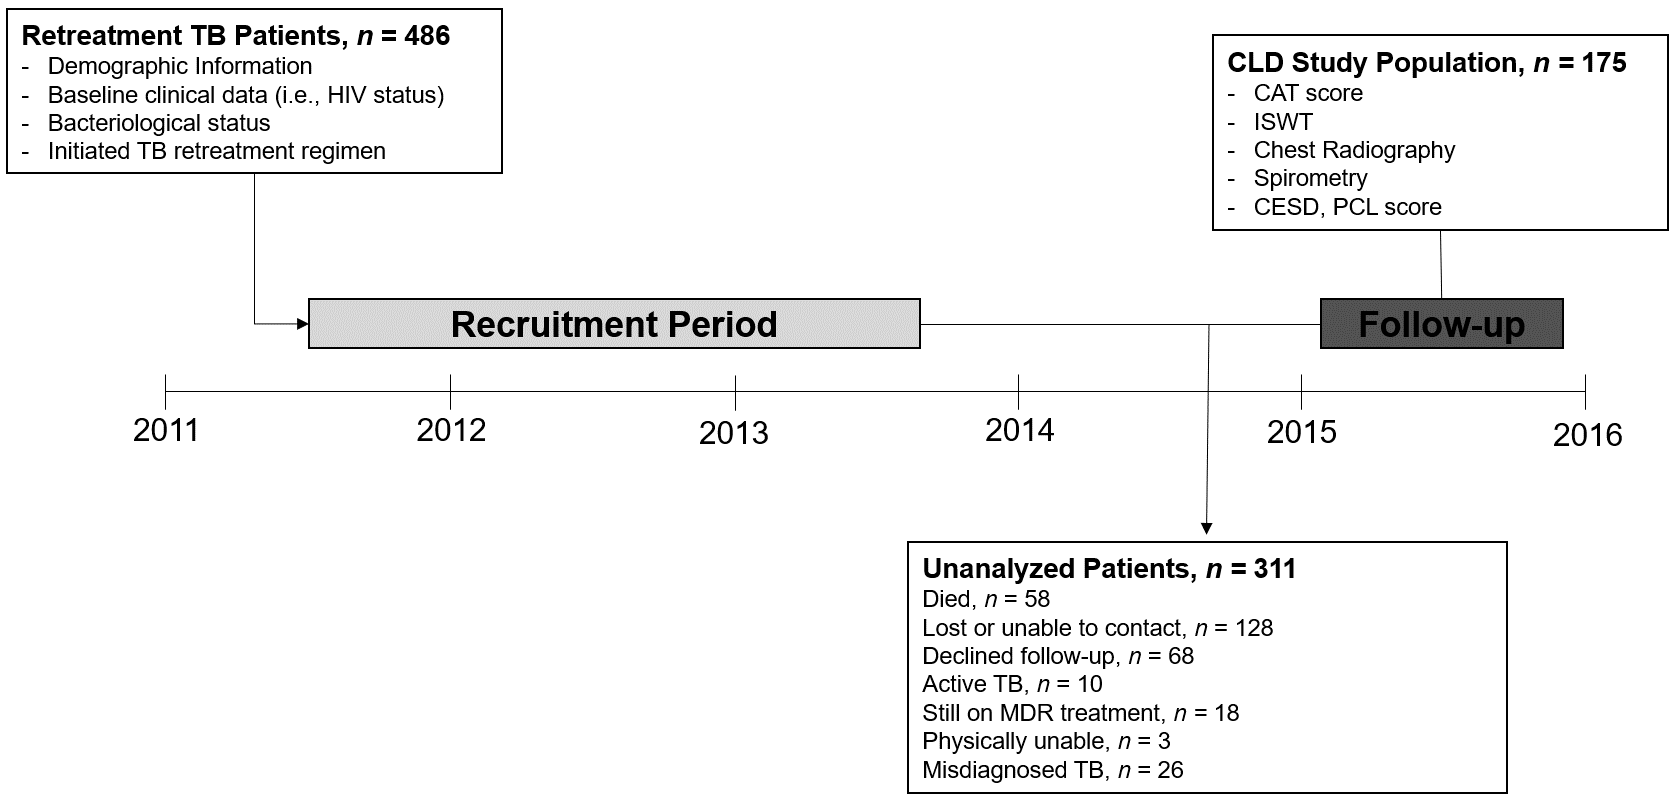 Retreatment TB Patients, n = 486
- Demographic Information
- Baseline clinical data (i.e., HIV status)
- Bacteriological status
- Initiated TB retreatment regimen
CLD Study Population, n = 175
- CAT score
- ISWT
- Chest Radiography
- Spirometry
- CESD, PCL score
Recruitment Period
Follow-up
2011
2012
2013
2014
2015
2016
Unanalyzed Patients, n = 311
Died, n = 58
Lost or unable to contact, n = 128
Declined follow-up, n = 68
Active TB, n = 10
Still on MDR treatment, n = 18
Physically unable, n = 3
Misdiagnosed TB, n = 26